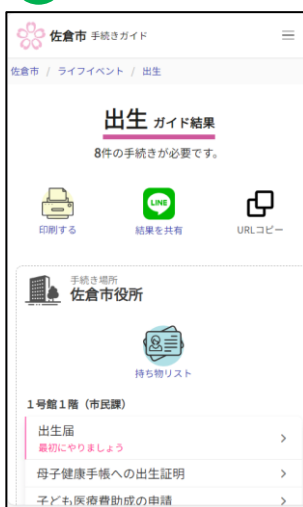 佐倉市 手続きガイド
佐倉市 / ライフイベント / 出生
出生 ガイド結果
8件の手続きが必要です。
LINE
印刷する 結果を共有 URLコピー
手続き場所
佐倉市役所
持ち物リスト
1号館1階（市民課）
出生届
最初にやりましょう
母子健康手帳への出生証明
子ども医療費助成の申請